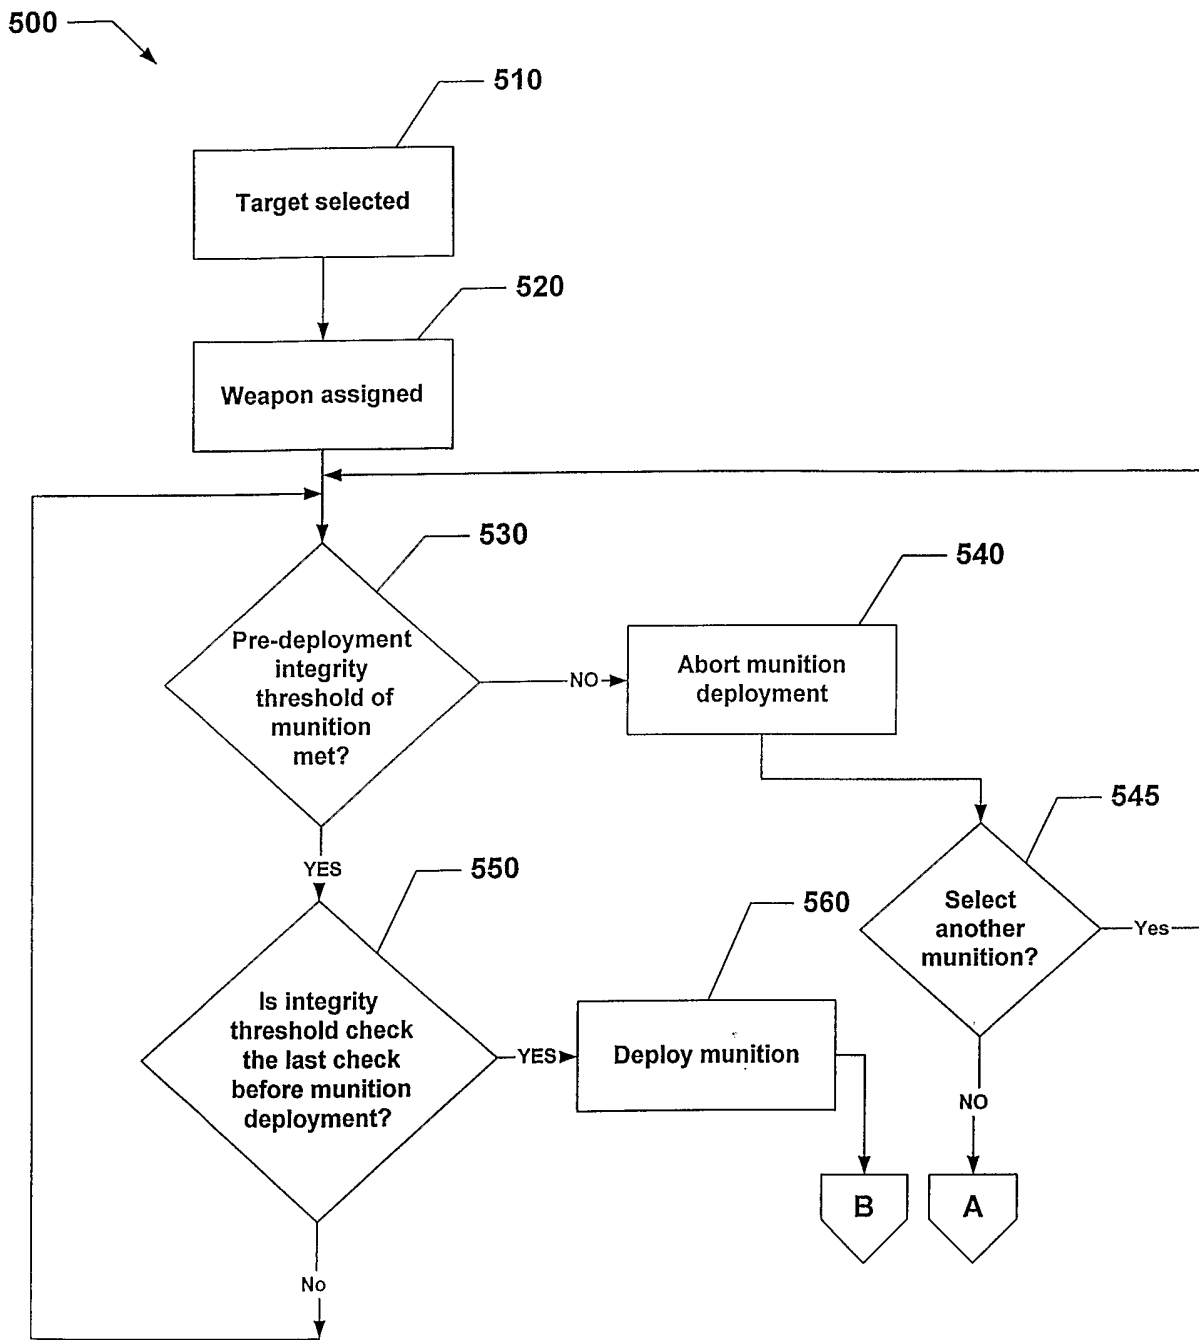 500
510
Target selected
520
Weapon assigned
530
Pre-deployment
integrity
threshold of
munition
met?
NO
540
Abort munition
deployment
545
Select
another
munition?
Yes
YES
550
Is integrity
threshold check
the last check
before munition
deployment?
YES
560
Deploy munition
NO
B
A
No